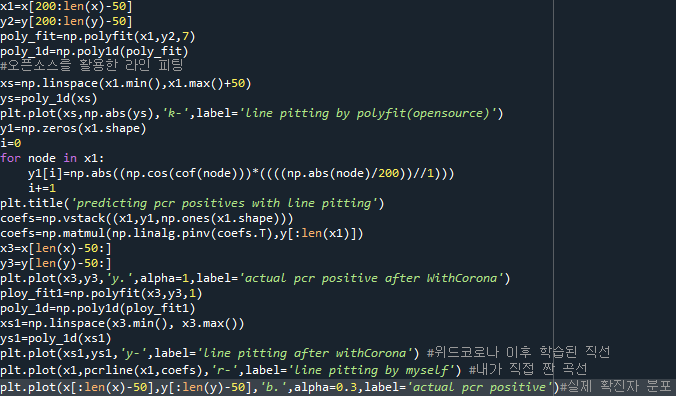 x1=x[200:len(x)-50]
y2=y[200:len(y)-50]
poly_fit=np.polyfit(x1,y2,7)
poly_1d=np.poly1d(poly_fit)
#오픈소스를 활용한 라인 피팅
xs=np.linspace(x1.min(),x1.max()+50)
ys=poly_1d(xs)
plt.plot(xs,np.abs(ys),'k-',label='line pitting by polyfit(opensource)')
y1=np.zeros(x1.shape)
i=0
for node in x1:
    y1[i]=np.abs((np.cos(cof(node)))*((((np.abs(node)/200))//1)))
    i+=1
plt.title('predicting pcr positives with line pitting')
coefs=np.vstack((x1,y1,np.ones(x1.shape)))
coefs=np.matmul(np.linalg.pinv(coefs.T),y[:len(x1)])
x3=x[len(x)-50:]
y3=y[len(y)-50:]
plt.plot(x3,y3,'y.',alpha=1,label='actual pcr positive after WithCorona')
ploy_fit1=np.polyfit(x3,y3,1)
poly_1d=np.poly1d(ploy_fit1)
xs1=np.linspace(x3.min(), x3.max())
ys1=poly_1d(xs1)
plt.plot(xs1,ys1,'y-',label='line pitting after withCorona') #위드코로나 이후 학습된 직선
plt.plot(x1,pcrline(x1,coefs),'r-',label='line pitting by myself') #내가 직접 짠 곡선
plt.plot(x[:len(x)-50],y[:len(y)-50],'b.',alpha=0.3,label='actual pcr positive')#실제 확진자 분포